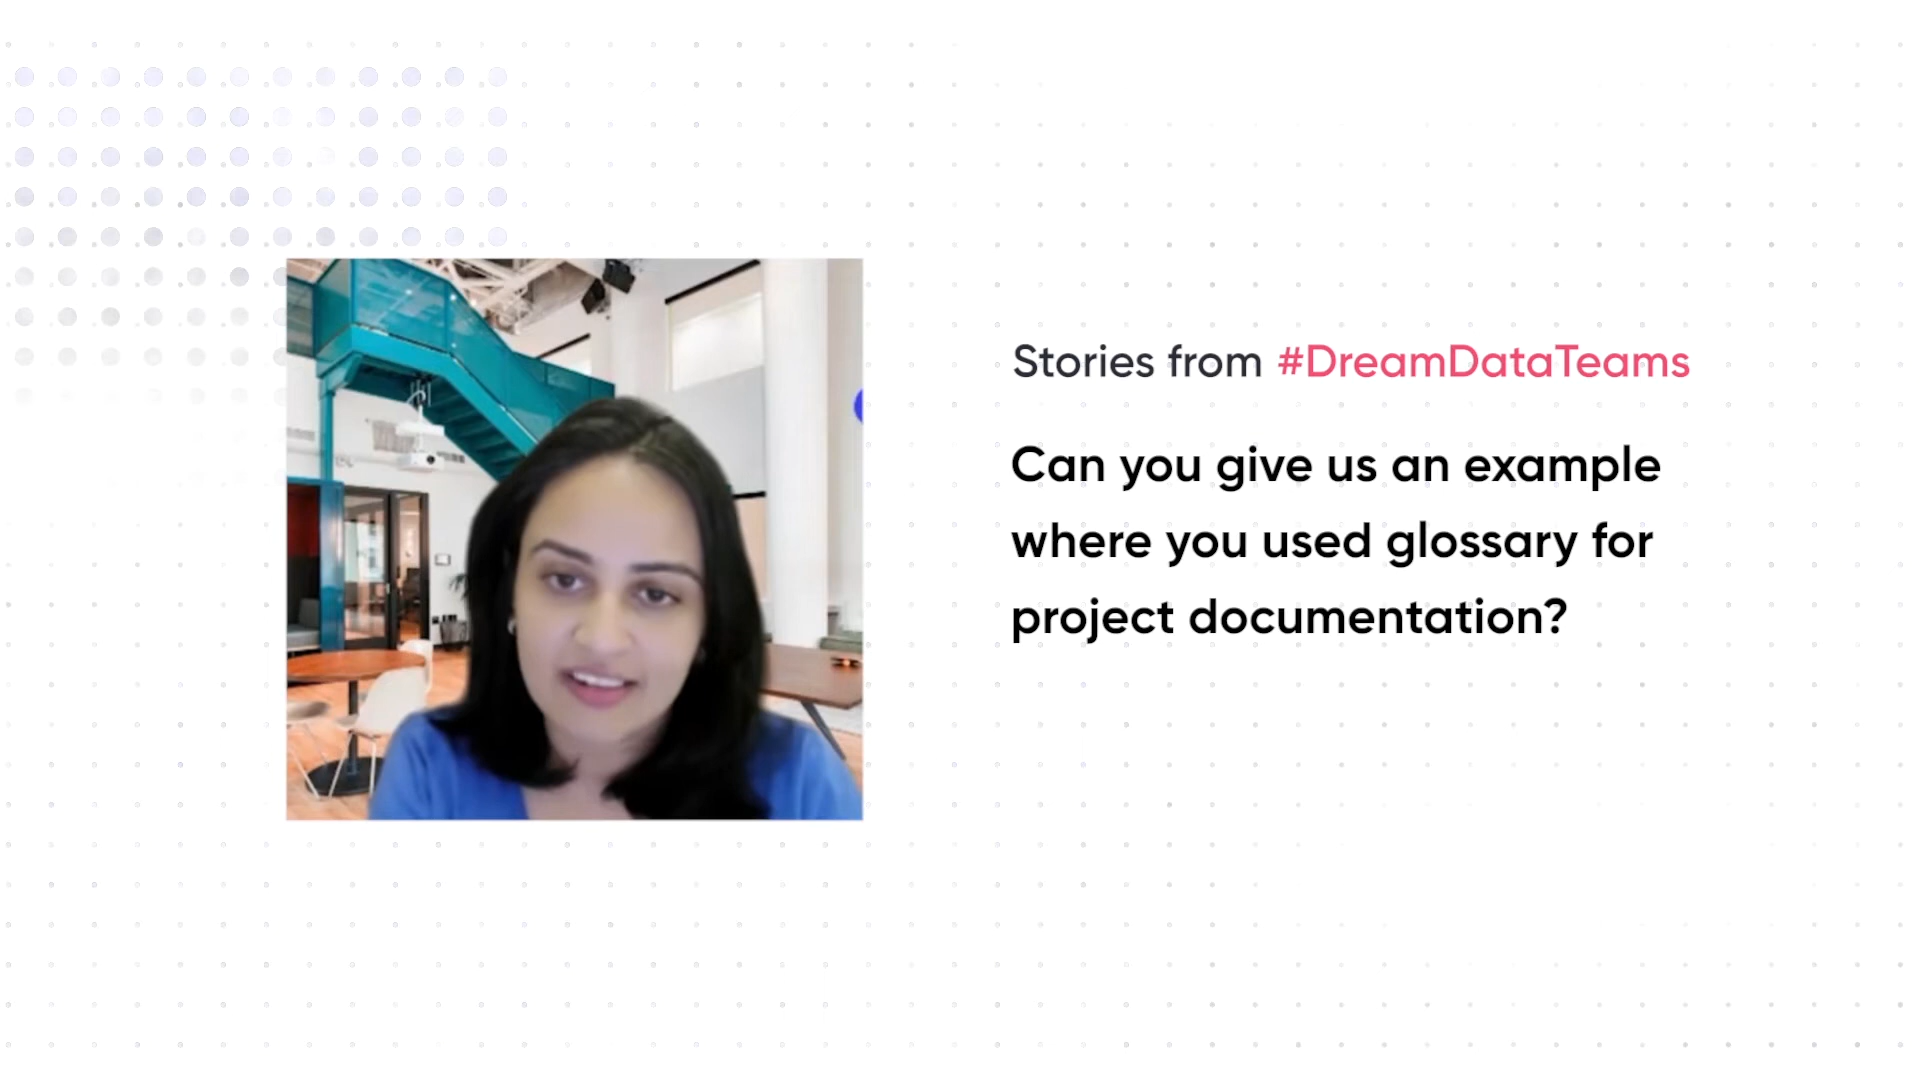 Stories from #DreamDataTeams
Can you give us an example
where you used glossary for
project documentation?